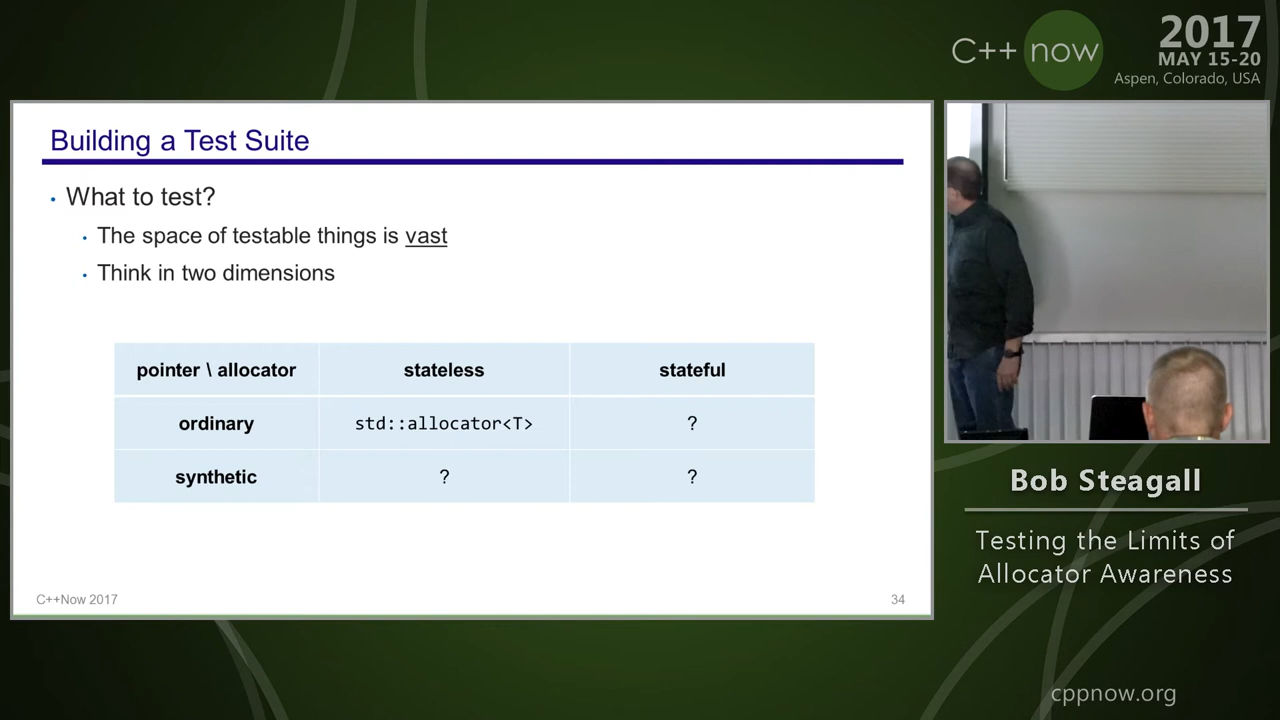 C++ now
2017
MAY 15-20
Aspen, Colorado, USA
Building a Test Suite
• What to test?
• The space of testable things is vast
• Think in two dimensions
pointer \ allocator stateless stateful
ordinary std::allocator<T> ?
synthetic ? ?
C++Now 2017 34
Bob Steagall
Testing the Limits of
Allocator Awareness
cppnow.org